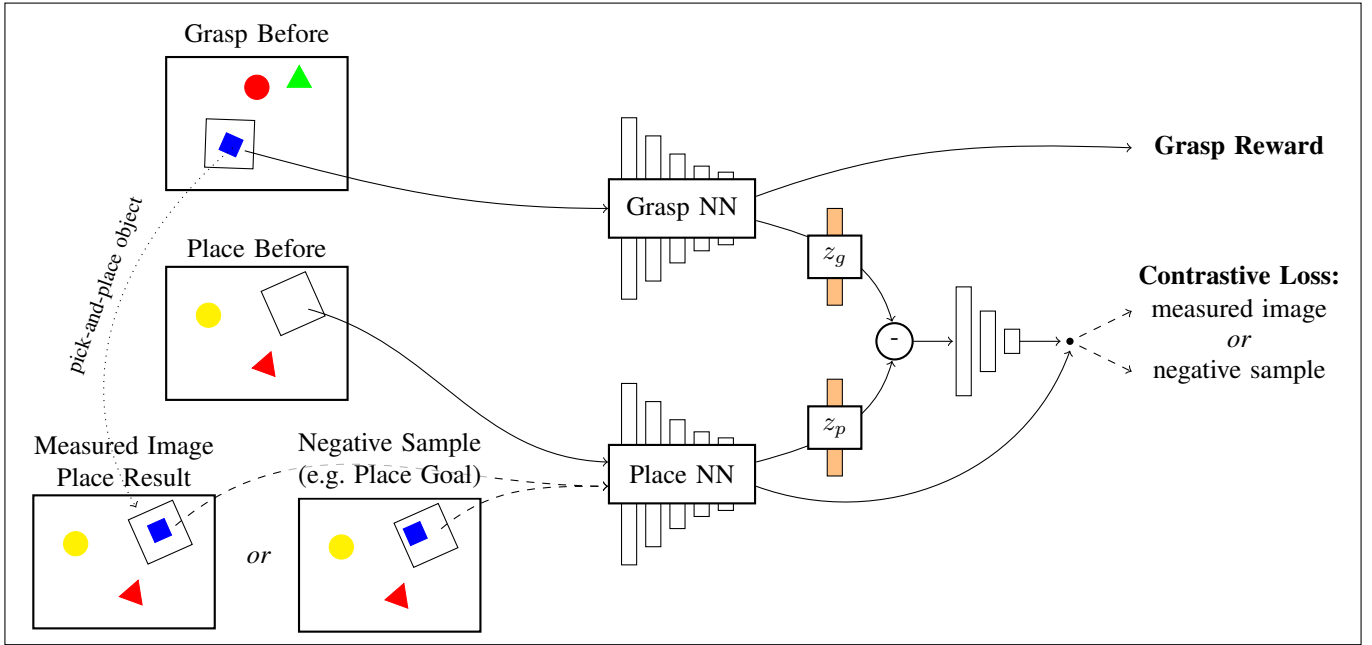 Grasp Before
pick-and-place object
Place Before
Measured Image
Place Result
or
Negative Sample
(e.g. Place Goal)
Grasp NN
Place NN
z_g
z_p
-
Grasp Reward
Contrastive Loss:
measured image
or
negative sample